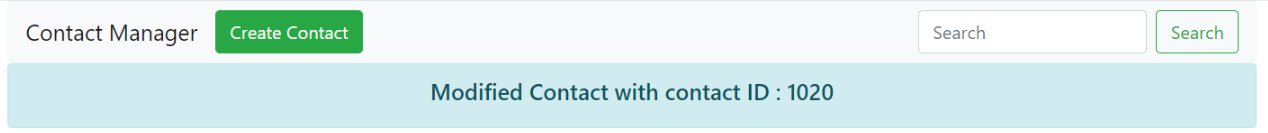 Contact Manager Create Contact Search Search
Modified Contact with contact ID : 1020